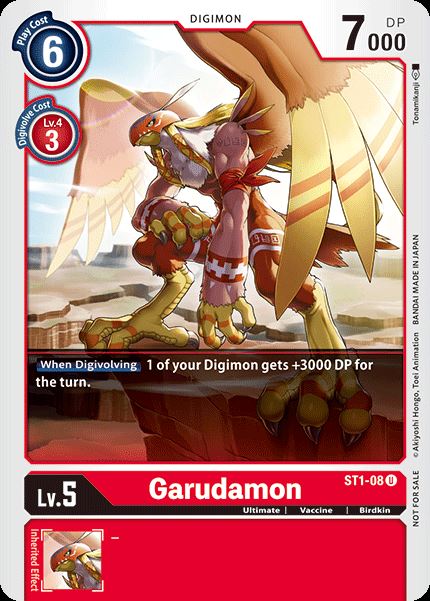 Play Cost
6
DIGIMON
7000
DP
Digivolve Cost
Lv.4
3
Tonamikanji
© Akiyoshi Hongo, Toei Animation BANDAI MADE IN JAPAN
When Digivolving 1 of your Digimon gets +3000 DP for
the turn.
Lv.5
Garudamon
ST1-08 U
Ultimate | Vaccine | Birdkin
NOT FOR SALE
Inherited Effect
–